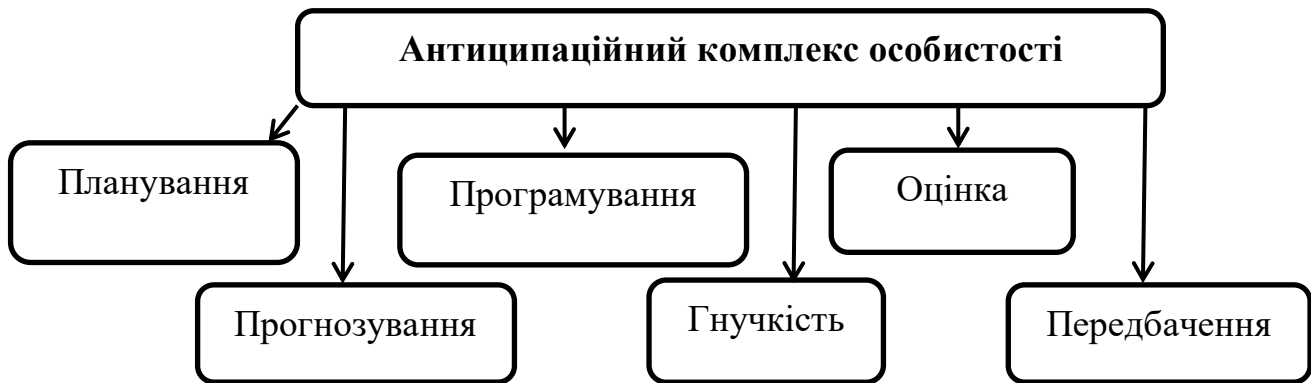 Антиципаційний комплекс особистості
Планування
Програмування
Оцінка
Прогнозування
Гнучкість
Передбачення